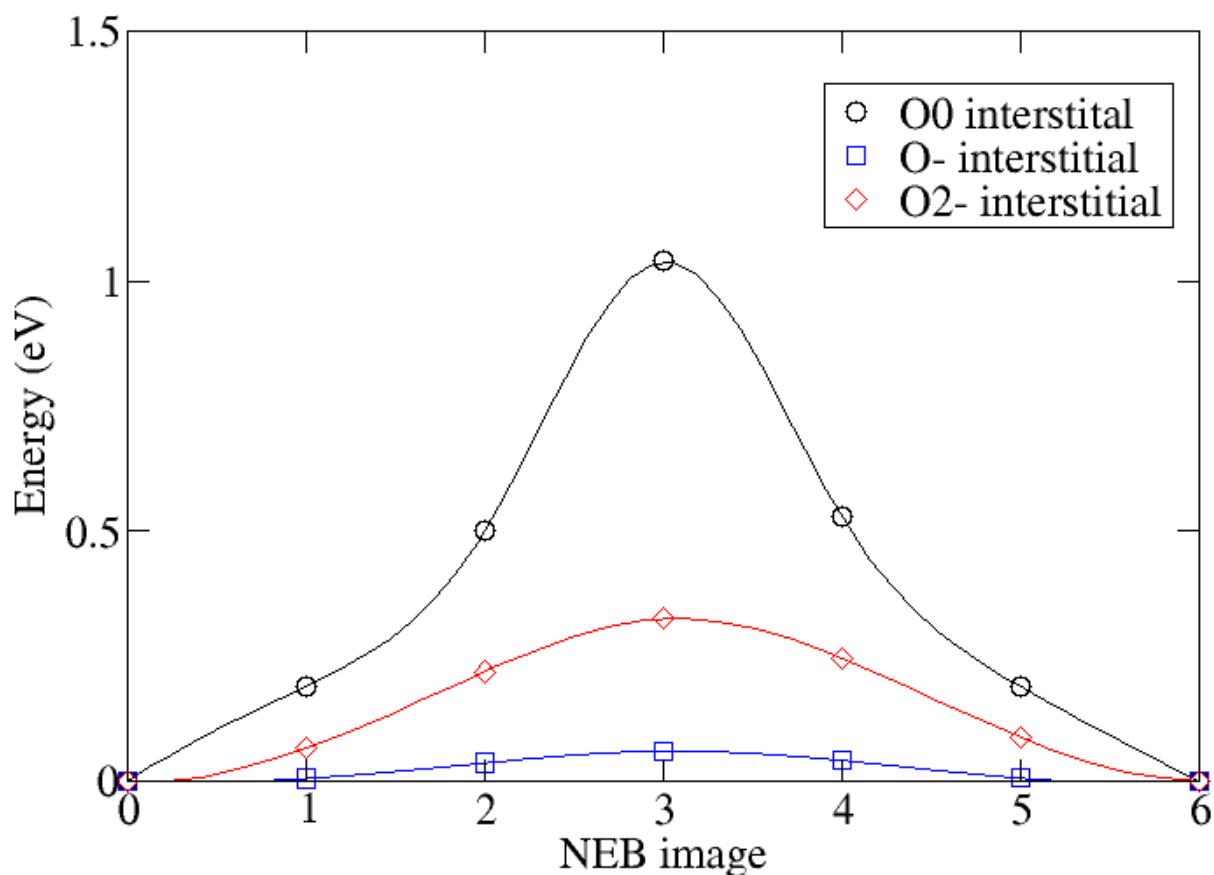 1.5
O0 interstital
O- interstitial
O2- interstitial
1
Energy (eV)
0.5
0
0 1 2 3 4 5 6
NEB image